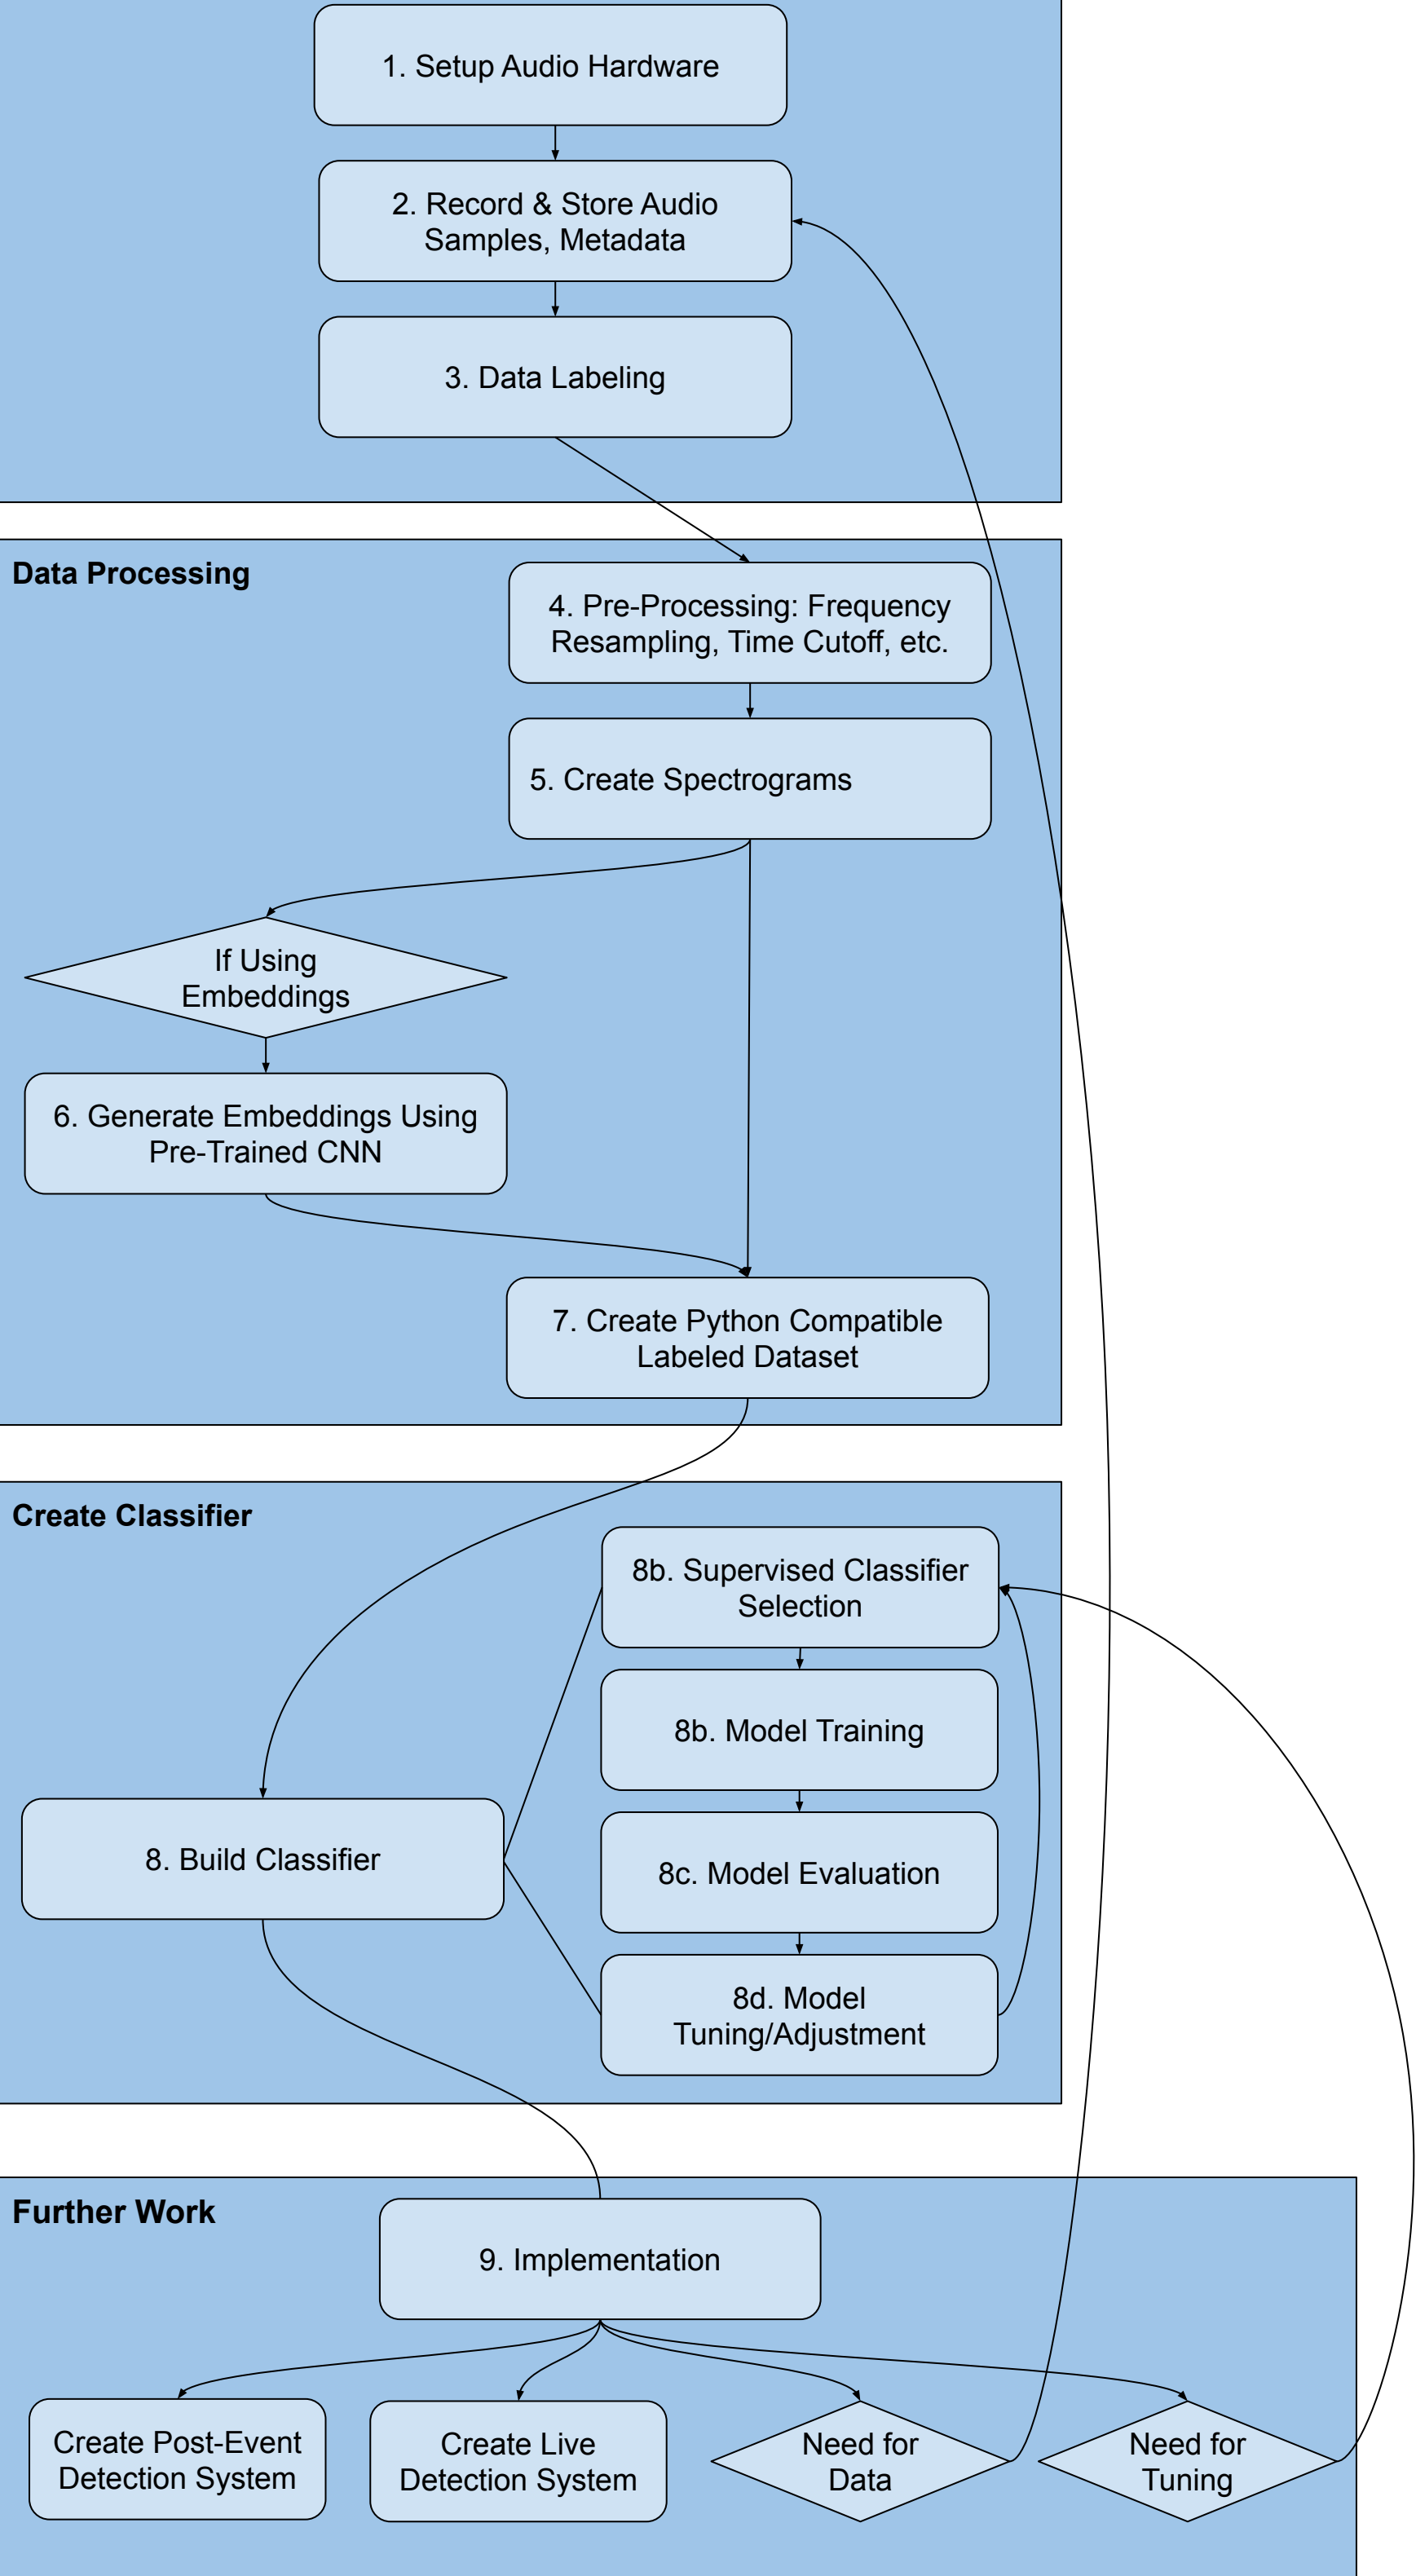 1. Setup Audio Hardware
2. Record & Store Audio
Samples, Metadata
3. Data Labeling
Data Processing
4. Pre-Processing: Frequency
Resampling, Time Cutoff, etc.
5. Create Spectrograms
If Using
Embeddings
6. Generate Embeddings Using
Pre-Trained CNN
7. Create Python Compatible
Labeled Dataset
Create Classifier
8b. Supervised Classifier
Selection
8b. Model Training
8. Build Classifier
8c. Model Evaluation
8d. Model
Tuning/Adjustment
Further Work
9. Implementation
Create Post-Event
Detection System
Create Live
Detection System
Need for
Data
Need for
Tuning